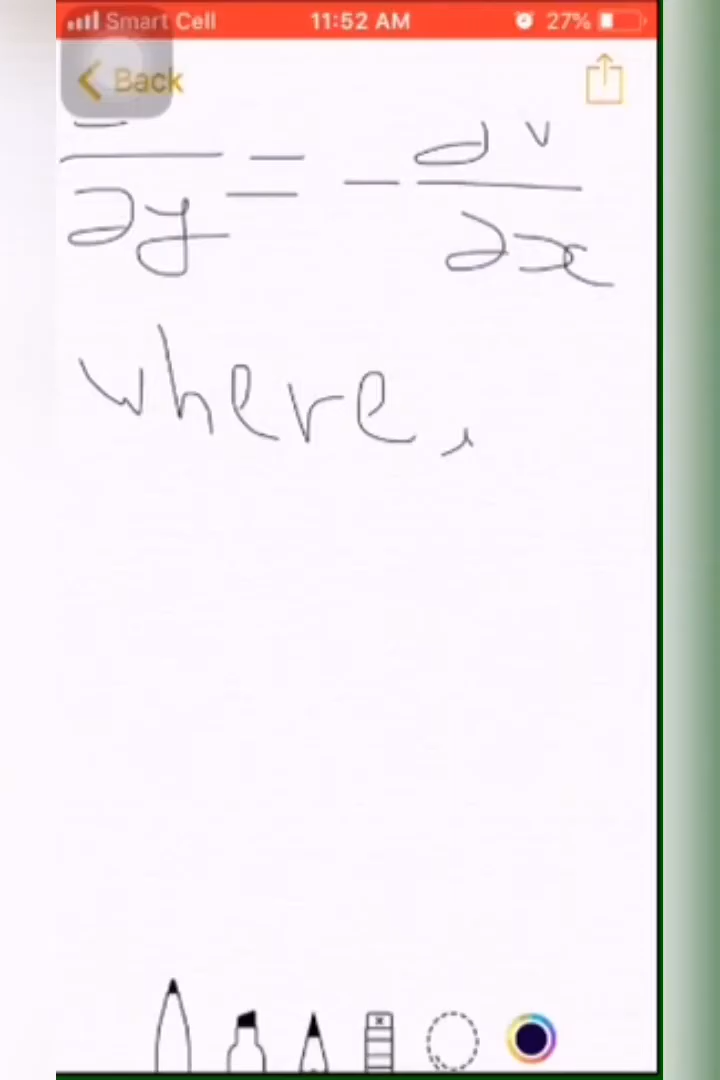 Smart Cell 11:52 AM 27%
Back
∂y = - ∂v/∂x
where,